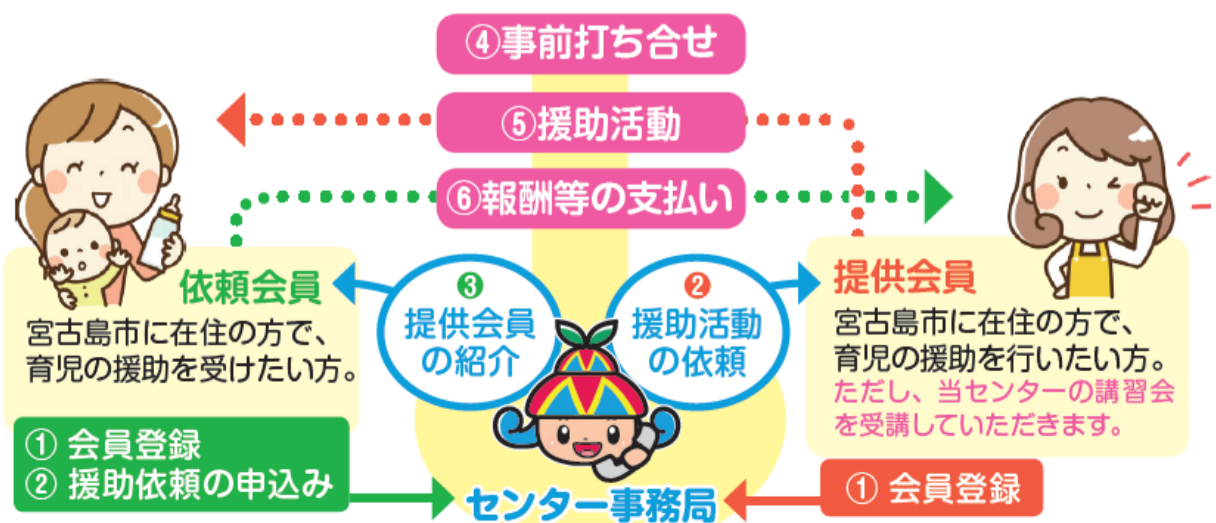 ④事前打ち合せ
⑤援助活動
⑥報酬等の支払い
依頼会員
宮古島市に在住の方で、
育児の援助を受けたい方。
① 会員登録
② 援助依頼の申込み
❸
提供会員
の紹介
❷
援助活動
の依頼
センター事務局
提供会員
宮古島市に在住の方で、
育児の援助を行いたい方。
ただし、当センターの講習会
を受講していただきます。
① 会員登録